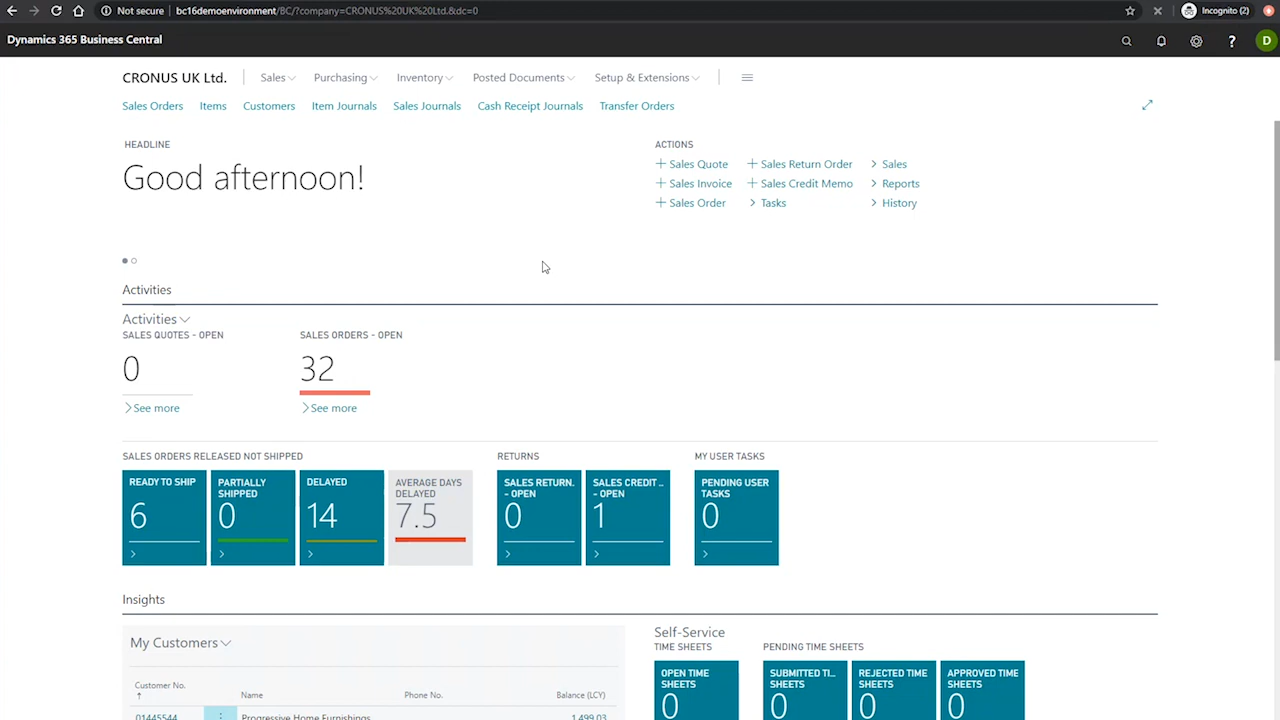 Not secure
bc16demoenvironment/BC/?company=CRONUS%20UK%20Ltd.&dc=0
Incognito (2)
Dynamics 365 Business Central
?
D
CRONUS UK Ltd.
Sales
Purchasing
Inventory
Posted Documents
Setup & Extensions
Sales Orders
Items
Customers
Item Journals
Sales Journals
Cash Receipt Journals
Transfer Orders
HEADLINE
Good afternoon!
ACTIONS
+ Sales Quote
+ Sales Return Order
> Sales
+ Sales Invoice
+ Sales Credit Memo
> Reports
+ Sales Order
> Tasks
> History
Activities
Activities
SALES QUOTES - OPEN
0
>See more
SALES ORDERS - OPEN
32
>See more
SALES ORDERS RELEASED NOT SHIPPED
READY TO SHIP
6
>
PARTIALLY
SHIPPED
0
>
DELAYED
14
>
AVERAGE DAYS
DELAYED
7.5
RETURNS
SALES RETURN.
- OPEN
0
>
SALES CREDIT ..
- OPEN
1
>
MY USER TASKS
PENDING USER
TASKS
0
>
Insights
My Customers
Customer No.
↑
Name
Phone No.
Balance (LCY)
01445544
Progressive Home Furnishings
1,499.03
Self-Service
TIME SHEETS
OPEN TIME
SHEETS
0
PENDING TIME SHEETS
SUBMITTED TI...
SHEETS
0
REJECTED TIME
SHEETS
0
APPROVED TIME
SHEETS
0